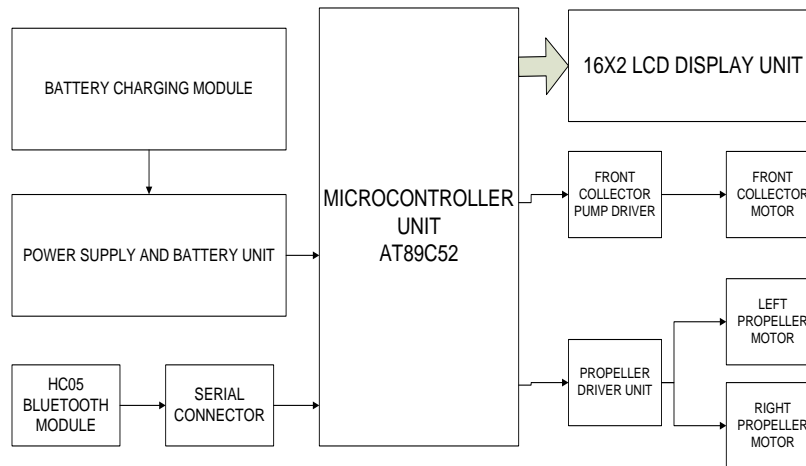 BATTERY CHARGING MODULE
POWER SUPPLY AND BATTERY UNIT
HC05
BLUETOOTH
MODULE
SERIAL
CONNECTOR
MICROCONTROLLER
UNIT
AT89C52
16X2 LCD DISPLAY UNIT
FRONT
COLLECTOR
PUMP DRIVER
FRONT
COLLECTOR
MOTOR
PROPELLER
DRIVER UNIT
LEFT
PROPELLER
MOTOR
RIGHT
PROPELLER
MOTOR